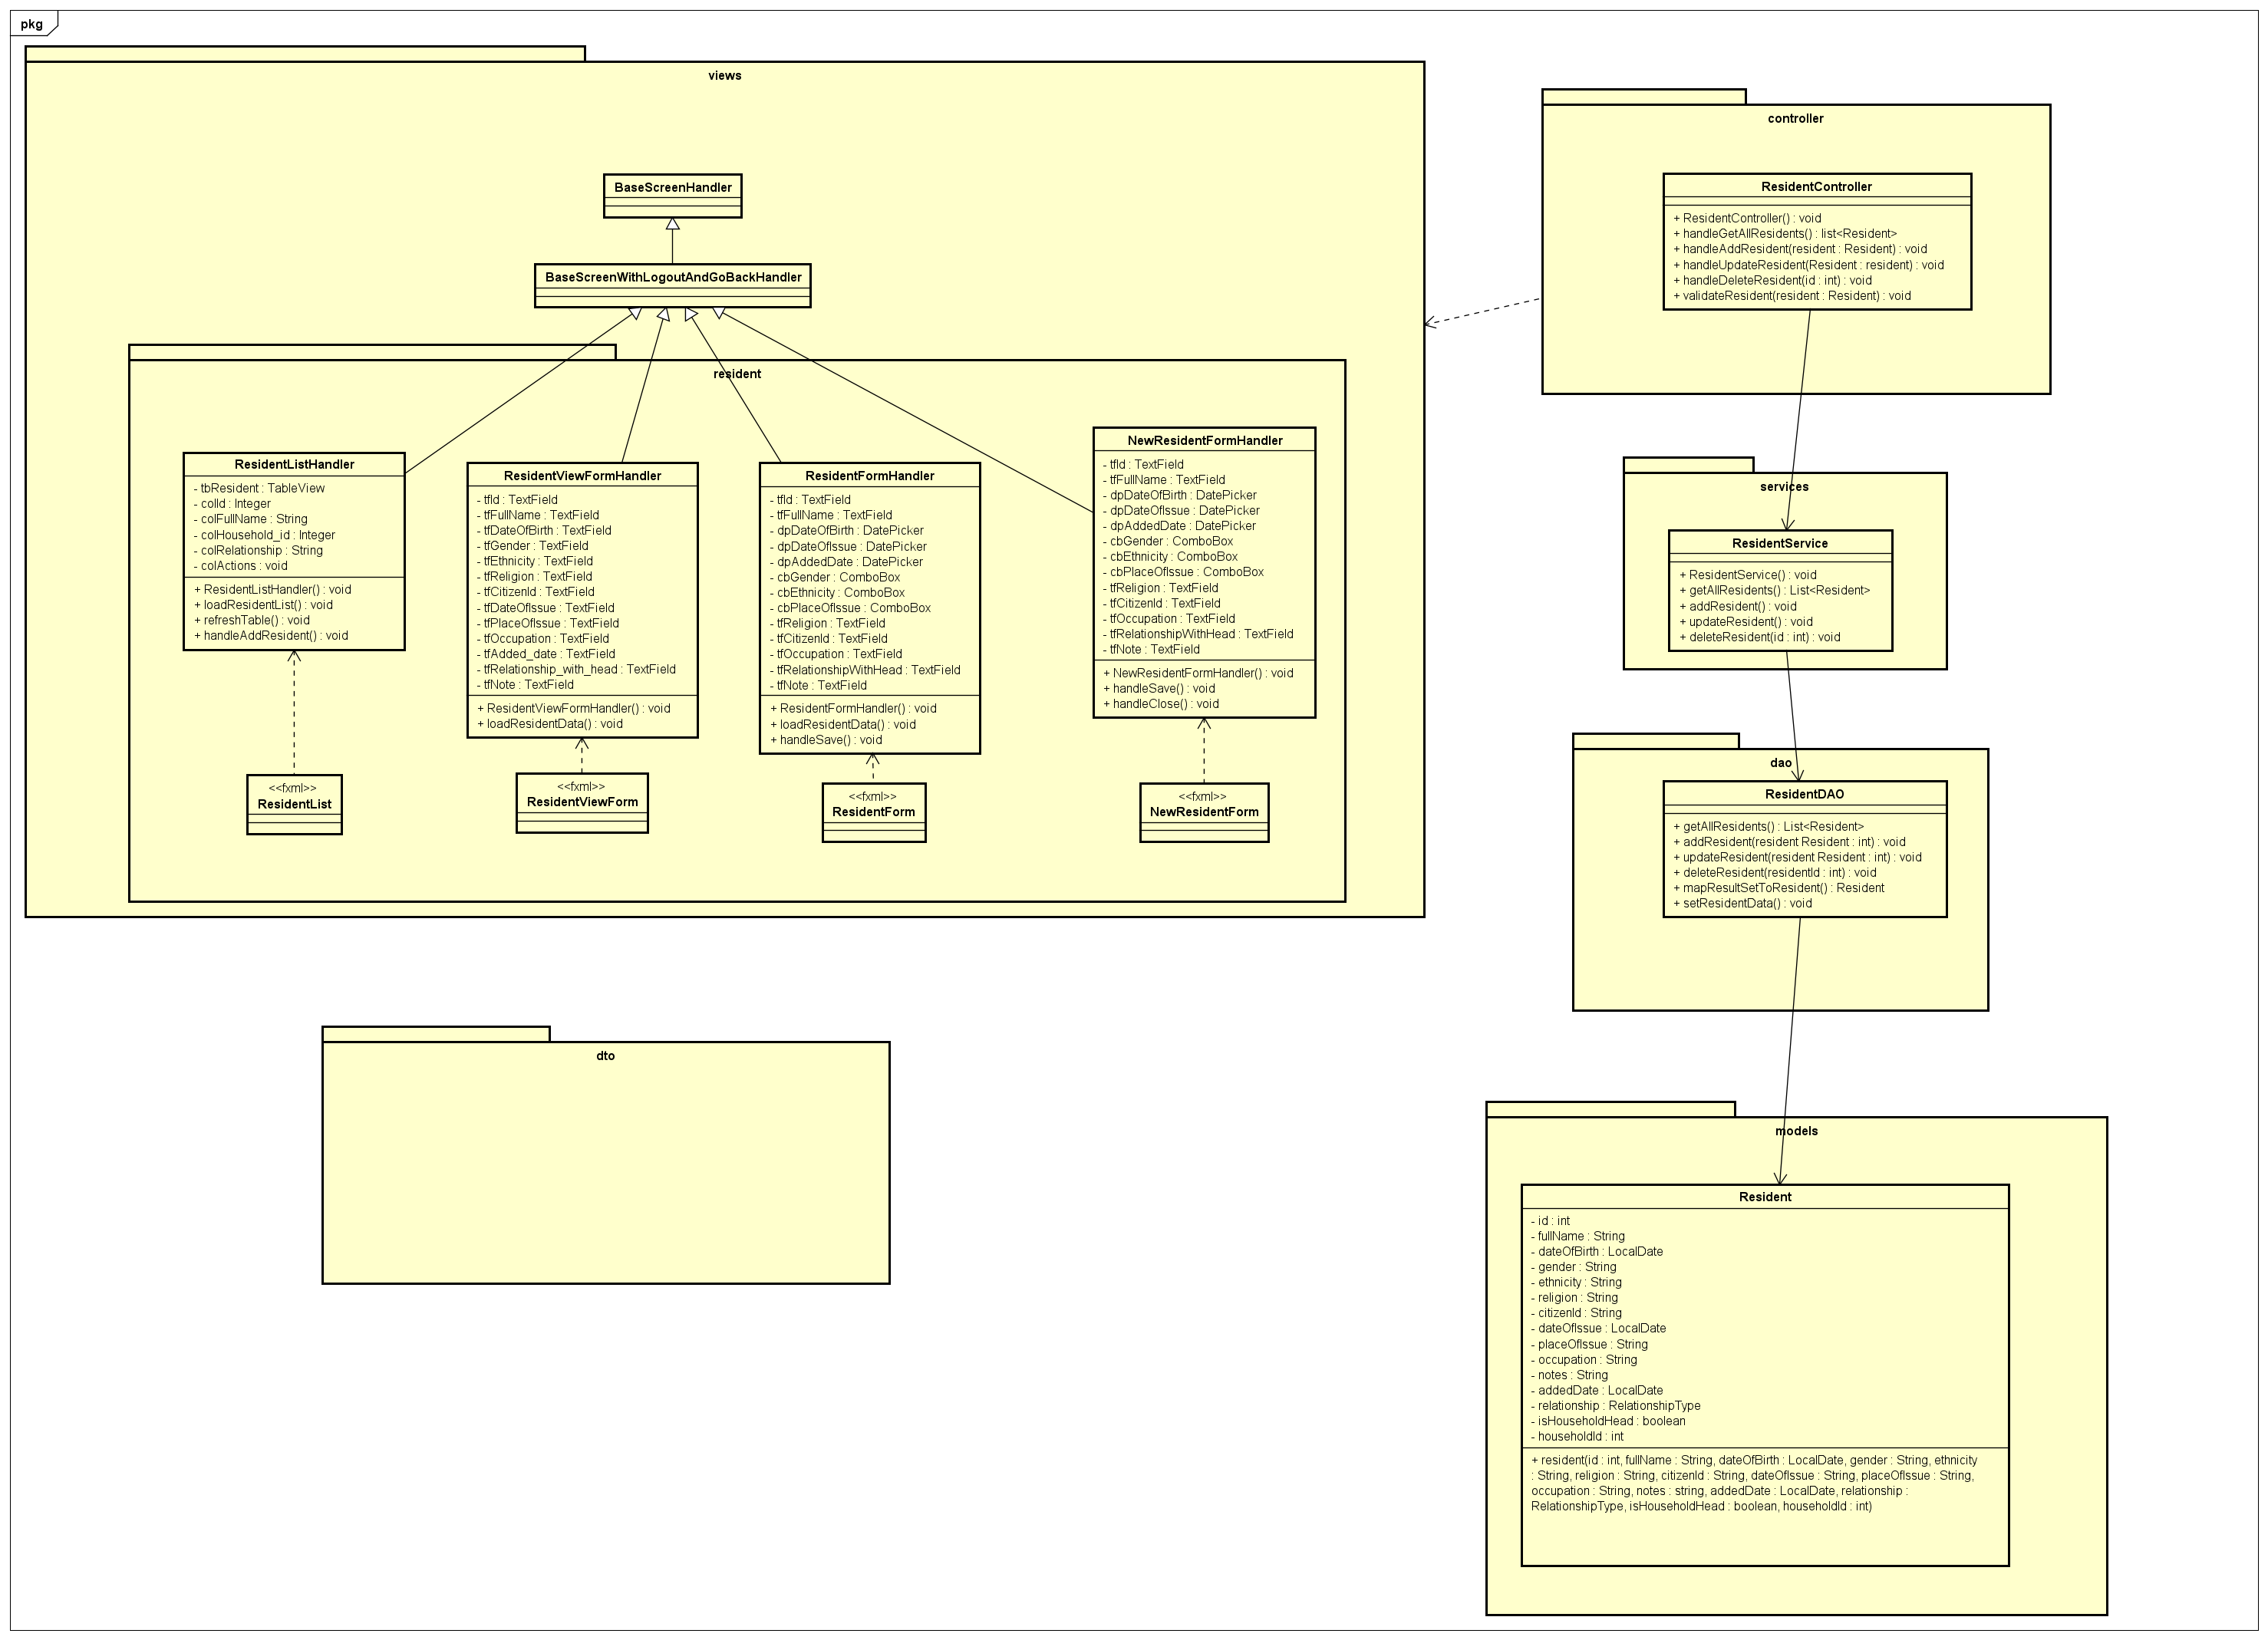 pkg
views
BaseScreenHandler
BaseScreenWithLogoutAndGoBackHandler
resident
ResidentListHandler
- tbResident : TableView
- colId : Integer
- colFullName : String
- colHousehold_id : Integer
- colRelationship : String
- colActions : void
+ ResidentListHandler() : void
+ loadResidentList() : void
+ refreshTable() : void
+ handleAddResident() : void
<<fxml>>
ResidentList
ResidentViewFormHandler
- tfId : TextField
- tfFullName : TextField
- tfDateOfBirth : TextField
- tfGender : TextField
- tfEthnicity : TextField
- tfReligion : TextField
- tfCitizenId : TextField
- tfDateOfIssue : TextField
- tfPlaceOfIssue : TextField
- tfOccupation : TextField
- tfAdded_date : TextField
- tfRelationship_with_head : TextField
- tfNote : TextField
+ ResidentViewFormHandler() : void
+ loadResidentData() : void
<<fxml>>
ResidentViewForm
ResidentFormHandler
- tfId : TextField
- tfFullName : TextField
- dpDateOfBirth : DatePicker
- dpDateOfIssue : DatePicker
- dpAddedDate : DatePicker
- cbGender : ComboBox
- cbEthnicity : ComboBox
- cbPlaceOfIssue : ComboBox
- tfReligion : TextField
- tfCitizenId : TextField
- tfOccupation : TextField
- tfRelationshipWithHead : TextField
- tfNote : TextField
+ ResidentFormHandler() : void
+ loadResidentData() : void
+ handleSave() : void
<<fxml>>
ResidentForm
NewResidentFormHandler
- tfId : TextField
- tfFullName : TextField
- dpDateOfBirth : DatePicker
- dpDateOfIssue : DatePicker
- dpAddedDate : DatePicker
- cbGender : ComboBox
- cbEthnicity : ComboBox
- cbPlaceOfIssue : ComboBox
- tfReligion : TextField
- tfCitizenId : TextField
- tfOccupation : TextField
- tfRelationshipWithHead : TextField
- tfNote : TextField
+ NewResidentFormHandler() : void
+ handleSave() : void
+ handleClose() : void
<<fxml>>
NewResidentForm
controller
ResidentController
+ ResidentController() : void
+ handleGetAllResidents() : list<Resident>
+ handleAddResident(resident : Resident) : void
+ handleUpdateResident(Resident : resident) : void
+ handleDeleteResident(id : int) : void
+ validateResident(resident : Resident) : void
services
ResidentService
+ ResidentService() : void
+ getAllResidents() : List<Resident>
+ addResident() : void
+ updateResident() : void
+ deleteResident(id : int) : void
dao
ResidentDAO
+ getAllResidents() : List<Resident>
+ addResident(resident Resident : int) : void
+ updateResident(resident Resident : int) : void
+ deleteResident(residentId : int) : void
+ mapResultSetToResident() : Resident
+ setResidentData() : void
dto
models
Resident
- id : int
- fullName : String
- dateOfBirth : LocalDate
- gender : String
- ethnicity : String
- religion : String
- citizenId : String
- dateOfIssue : LocalDate
- placeOfIssue : String
- occupation : String
- notes : String
- addedDate : LocalDate
- relationship : RelationshipType
- isHouseholdHead : boolean
- householdId : int
+ resident(id : int, fullName : String, dateOfBirth : LocalDate, gender : String, ethnicity
: String, religion : String, citizenId : String, dateOfIssue : String, placeOfIssue : String,
occupation : String, notes : string, addedDate : LocalDate, relationship :
RelationshipType, isHouseholdHead : boolean, householdId : int)